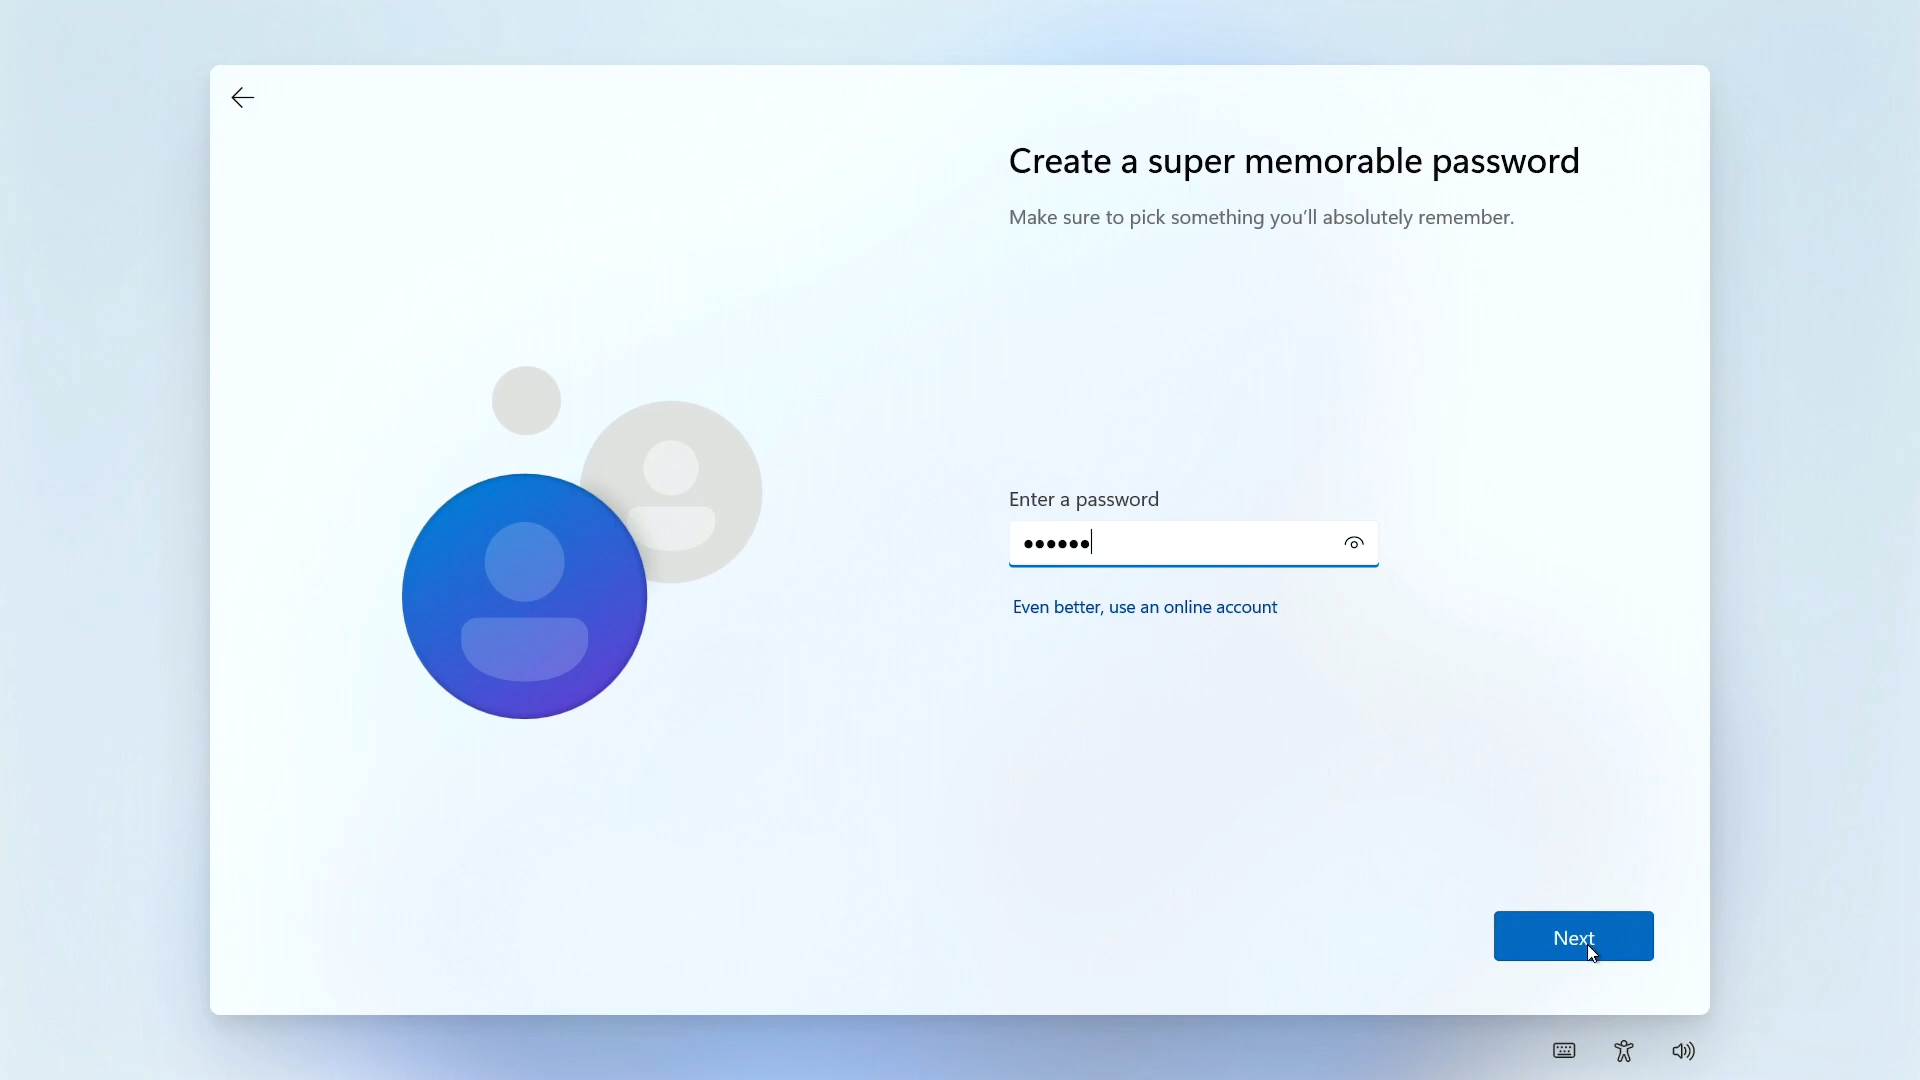 Create a super memorable password
Make sure to pick something you'll absolutely remember.
Enter a password
●●●●●●
Even better, use an online account
Next